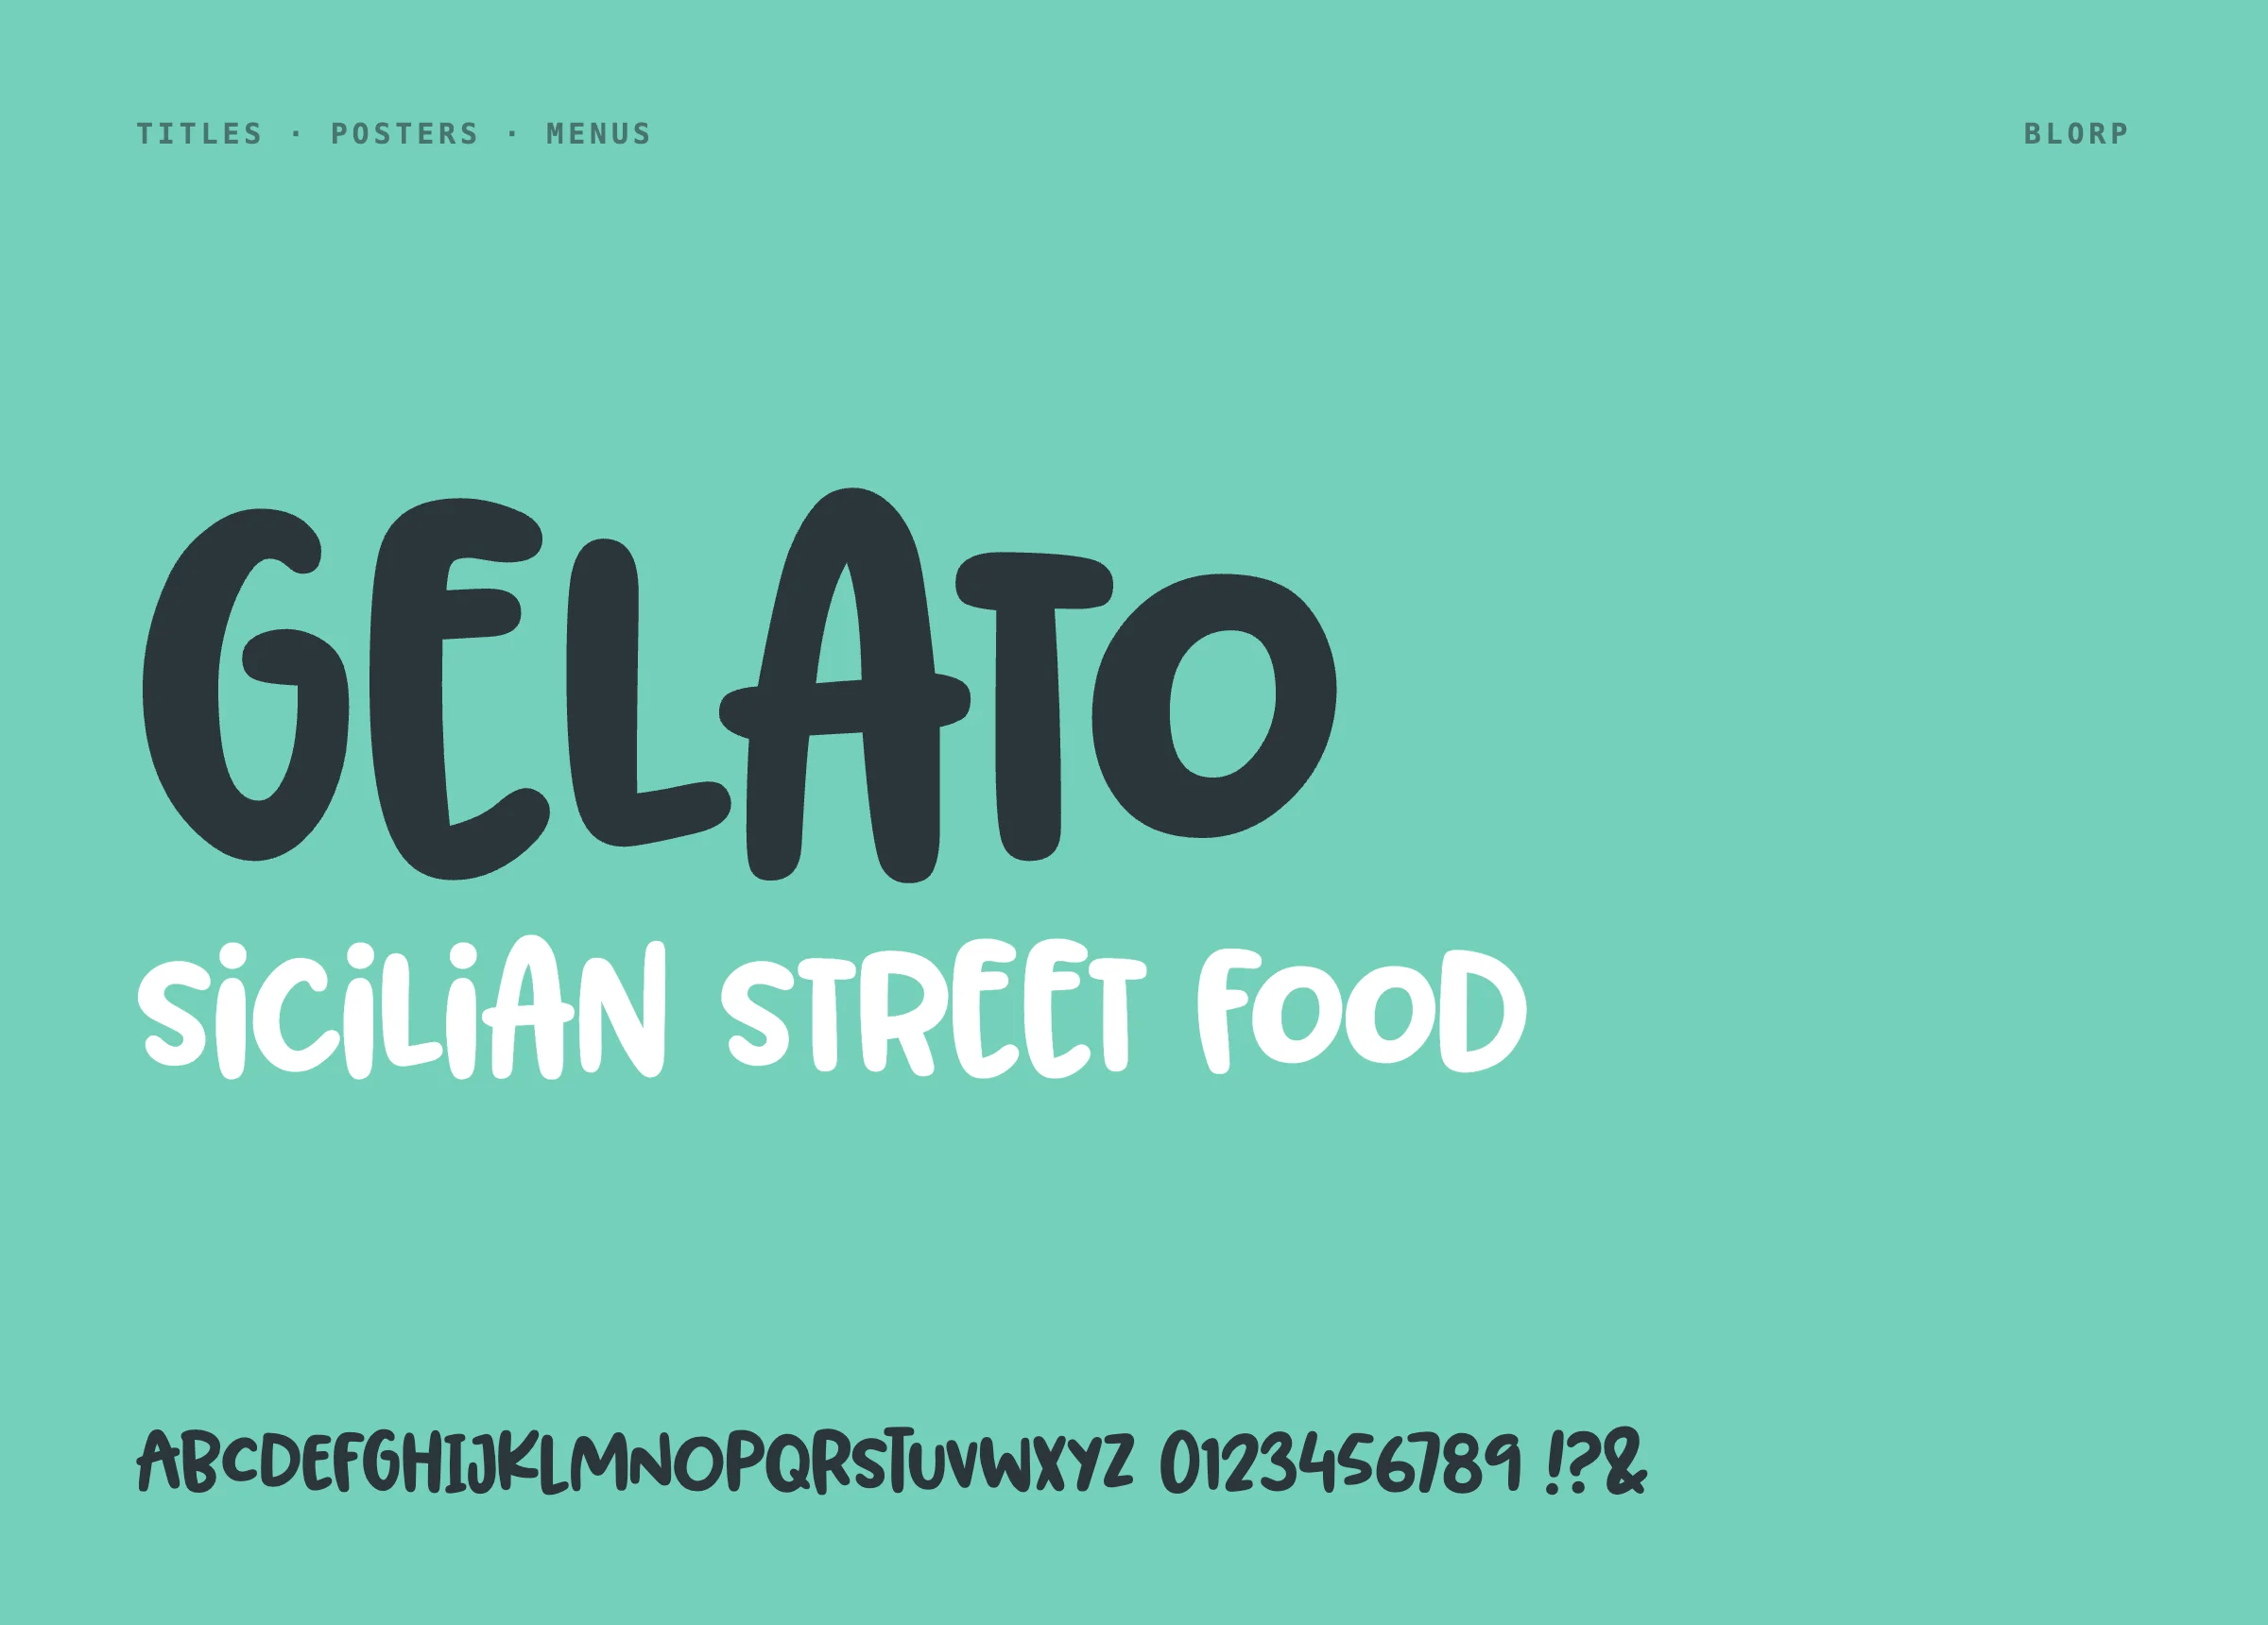 TITLES · POSTERS · MENUS
BLORP
GELATO
SiCiLiAN STREET FOOD
ABCDEFGHIJKLMNOPQRSTUVWXYZ 0123456789 !?&